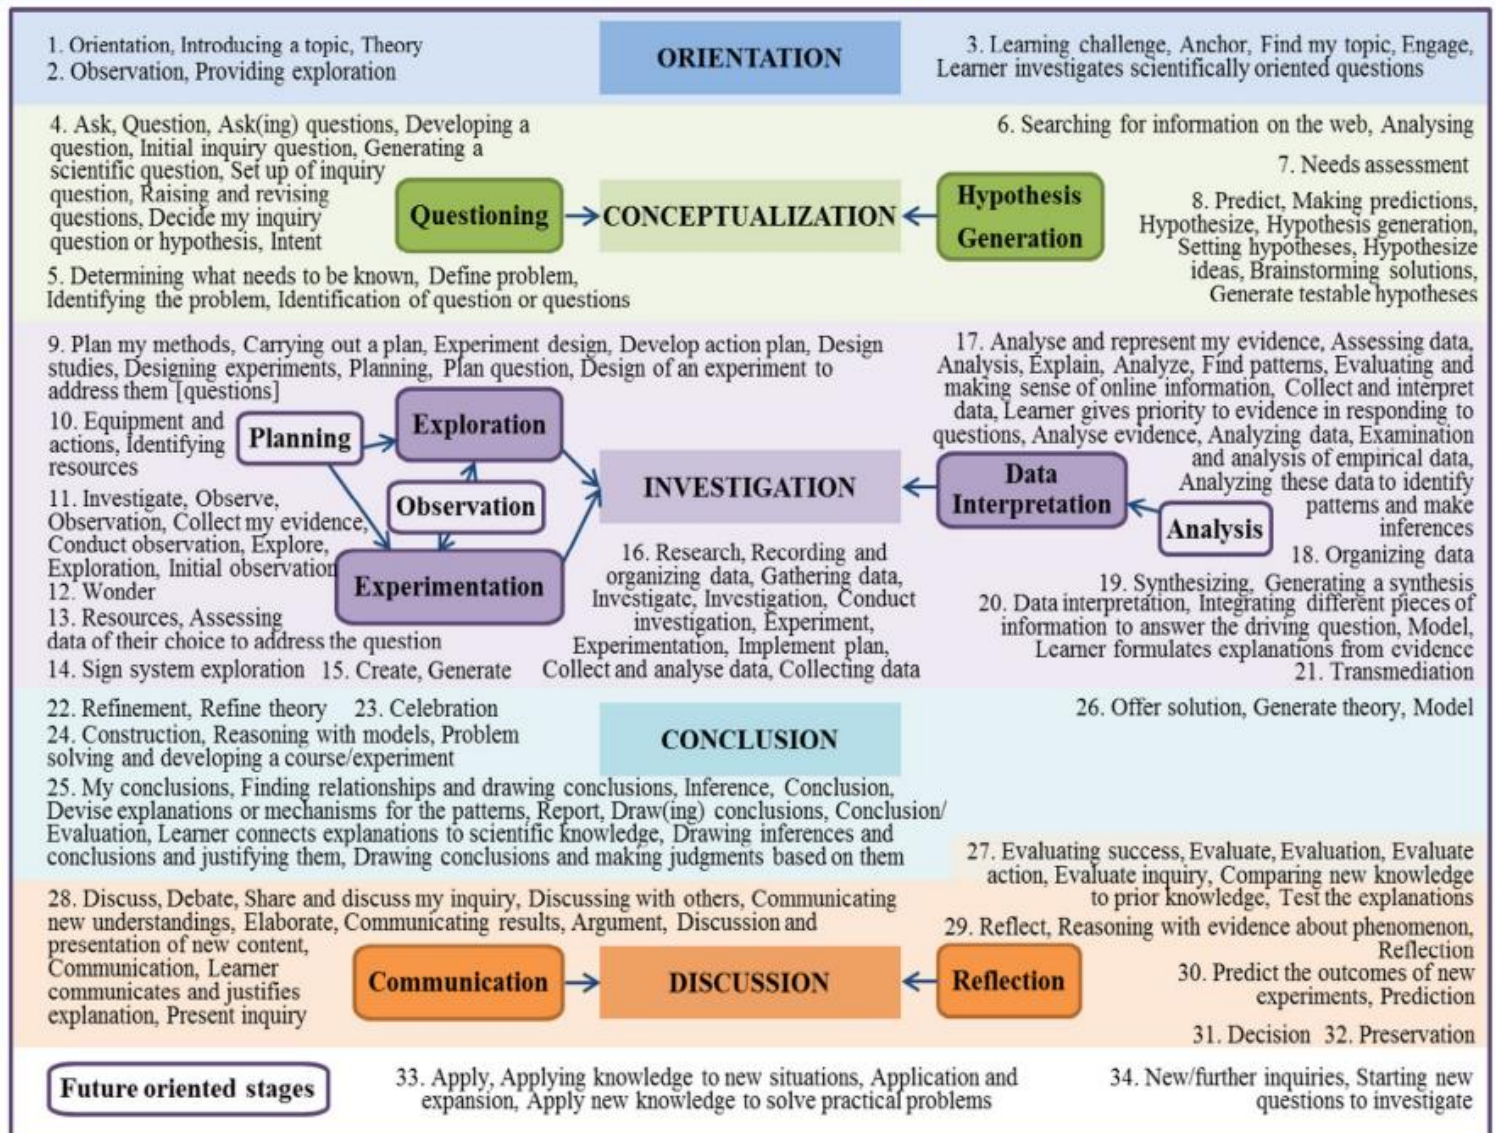 1. Orientation, Introducing a topic, Theory
2. Observation, Providing exploration
ORIENTATION
3. Learning challenge, Anchor, Find my topic, Engage,
Learner investigates scientifically oriented questions
4. Ask, Question, Ask(ing) questions, Developing a
question, Initial inquiry question, Generating a
scientific question, Set up of inquiry
question, Raising and revising
questions, Decide my inquiry
question or hypothesis, Intent
5. Determining what needs to be known, Define problem,
Identifying the problem, Identification of question or questions
Questioning
CONCEPTUALIZATION
Hypothesis
Generation
6. Searching for information on the web, Analysing
7. Needs assessment
8. Predict, Making predictions,
Hypothesize, Hypothesis generation,
Setting hypotheses, Hypothesize
ideas, Brainstorming solutions,
Generate testable hypotheses
9. Plan my methods, Carrying out a plan, Experiment design, Develop action plan, Design
studies, Designing experiments, Planning, Plan question, Design of an experiment to
address them [questions]
10. Equipment and
actions, Identifying
resources
Planning
Exploration
Observation
Experimentation
11. Investigate, Observe,
Observation, Collect my evidence,
Conduct observation, Explore,
Exploration, Initial observation
12. Wonder
13. Resources, Assessing
data of their choice to address the question
14. Sign system exploration 15. Create, Generate
INVESTIGATION
16. Research, Recording and
organizing data, Gathering data,
Investigate, Investigation, Conduct
investigation, Experiment,
Experimentation, Implement plan,
Collect and analyse data, Collecting data
17. Analyse and represent my evidence, Assessing data,
Analysis, Explain, Analyze, Find patterns, Evaluating and
making sense of online information, Collect and interpret
data, Learner gives priority to evidence in responding to
questions, Analyse evidence, Analyzing data, Examination
and analysis of empirical data,
Analyzing these data to identify
patterns and make
inferences
Data
Interpretation
Analysis
18. Organizing data
19. Synthesizing, Generating a synthesis
20. Data interpretation, Integrating different pieces of
information to answer the driving question, Model,
Learner formulates explanations from evidence
21. Transmediation
22. Refinement, Refine theory 23. Celebration
24. Construction, Reasoning with models, Problem
solving and developing a course/experiment
25. My conclusions, Finding relationships and drawing conclusions, Inference, Conclusion,
Devise explanations or mechanisms for the patterns, Report, Draw(ing) conclusions, Conclusion/
Evaluation, Learner connects explanations to scientific knowledge, Drawing inferences and
conclusions and justifying them, Drawing conclusions and making judgments based on them
CONCLUSION
26. Offer solution, Generate theory, Model
27. Evaluating success, Evaluate, Evaluation, Evaluate
action, Evaluate inquiry, Comparing new knowledge
to prior knowledge, Test the explanations
28. Discuss, Debate, Share and discuss my inquiry, Discussing with others, Communicating
new understandings, Elaborate, Communicating results, Argument, Discussion and
presentation of new content,
Communication, Learner
communicates and justifies
explanation, Present inquiry
Communication
DISCUSSION
Reflection
29. Reflect, Reasoning with evidence about phenomenon,
Reflection
30. Predict the outcomes of new
experiments, Prediction
31. Decision 32. Preservation
Future oriented stages
33. Apply, Applying knowledge to new situations, Application and
expansion, Apply new knowledge to solve practical problems
34. New/further inquiries, Starting new
questions to investigate